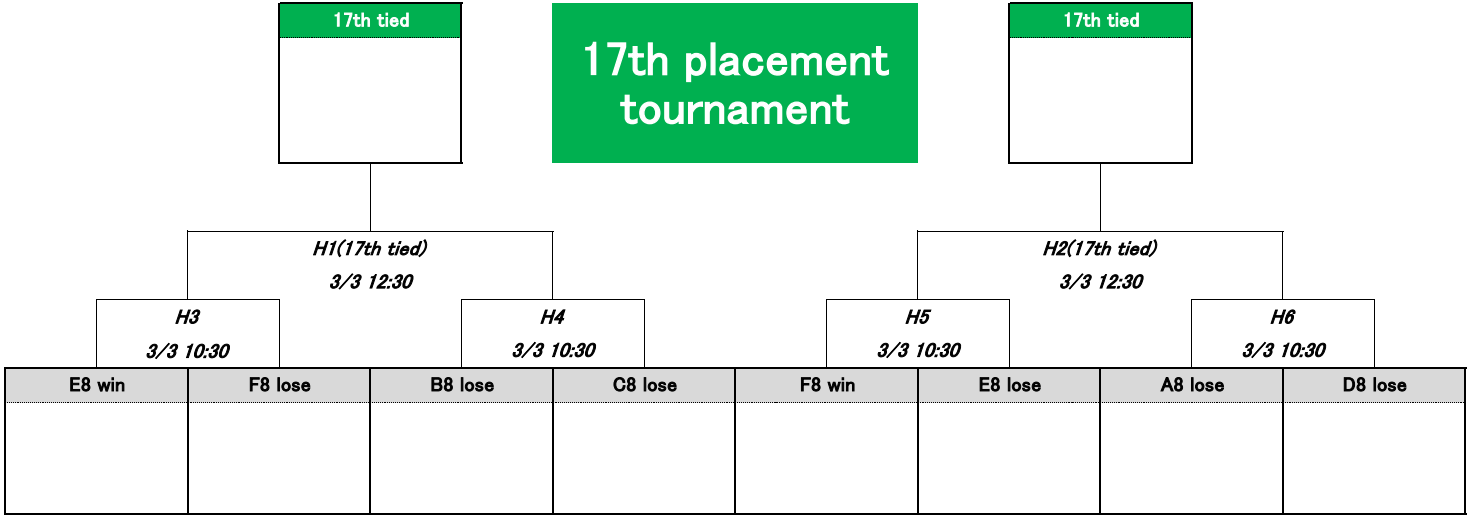 17th tied
17th placement
tournament
17th tied
H1(17th tied)
3/3 12:30
H2(17th tied)
3/3 12:30
H3
3/3 10:30
H4
3/3 10:30
H5
3/3 10:30
H6
3/3 10:30
E8 win
F8 lose
B8 lose
C8 lose
F8 win
E8 lose
A8 lose
D8 lose